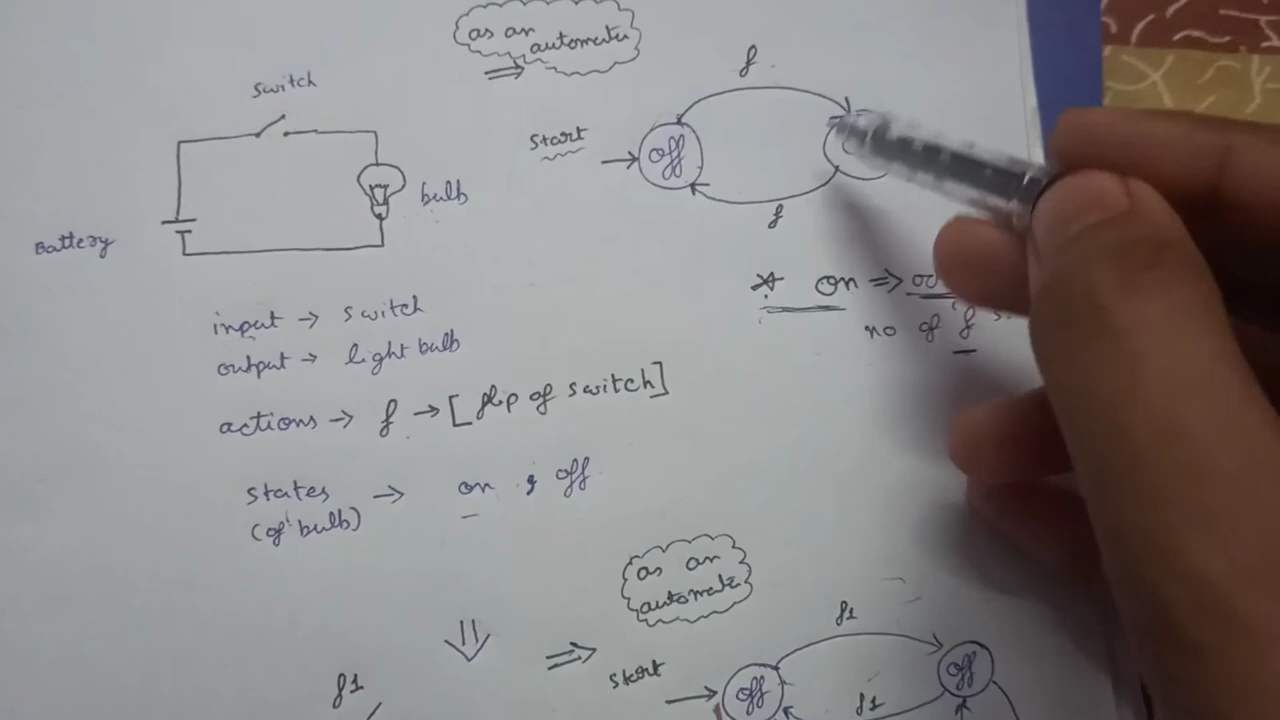 as an
automata
Switch
f
start
off
bulb
Battery
f
* on ⇒
no of 'f' s
input → switch
output → light bulb
actions → f → [flip of switch]
states → on , off
(of bulb)
as an
automata
f1
start
off
off
f1
f1